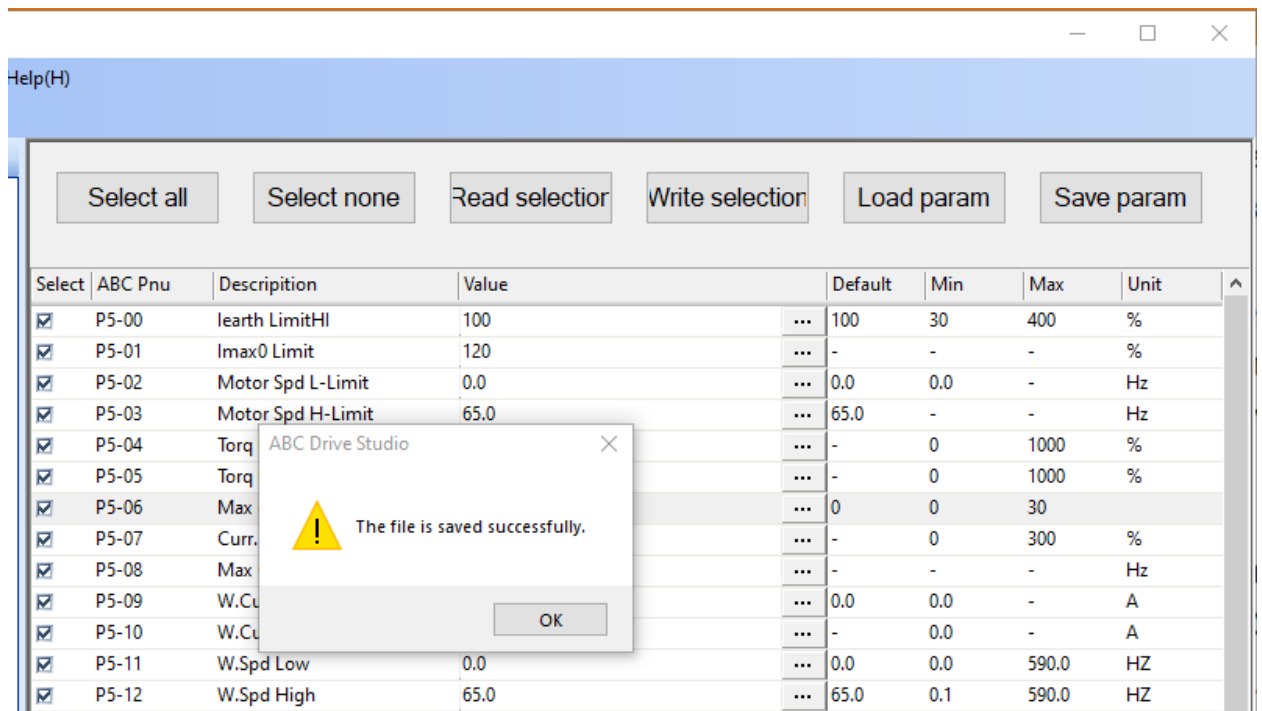 Help(H)
Select all Select none Read selection Write selection Load param Save param
Select ABC Pnu Descripition Value Default Min Max Unit
P5-00 Iearth LimitHI 100 ... 100 30 400 %
P5-01 Imax0 Limit 120 ... - - - %
P5-02 Motor Spd L-Limit 0.0 ... 0.0 0.0 - Hz
P5-03 Motor Spd H-Limit 65.0 ... 65.0 - - Hz
P5-04 Torq ... - 0 1000 %
P5-05 Torq ... - 0 1000 %
P5-06 Max ... 0 0 30
P5-07 Curr. ... - 0 300 %
P5-08 Max ... - - - Hz
P5-09 W.Cu ... 0.0 0.0 - A
P5-10 W.Cu ... - 0.0 - A
P5-11 W.Spd Low 0.0 ... 0.0 0.0 590.0 HZ
P5-12 W.Spd High 65.0 ... 65.0 0.1 590.0 HZ
ABC Drive Studio
The file is saved successfully.
OK